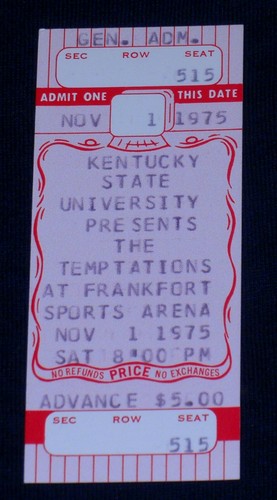 GEN. ADM.
SEC ROW SEAT
515
ADMIT ONE THIS DATE
NOV 1 1975
KENTUCKY
STATE
UNIVERSITY
PRESENTS
THE
TEMPTATIONS
AT FRANKFORT
SPORTS ARENA
NOV 1 1975
SAT 8:00 PM
NO REFUNDS PRICE NO EXCHANGES
ADVANCE $5.00
SEC ROW SEAT
515